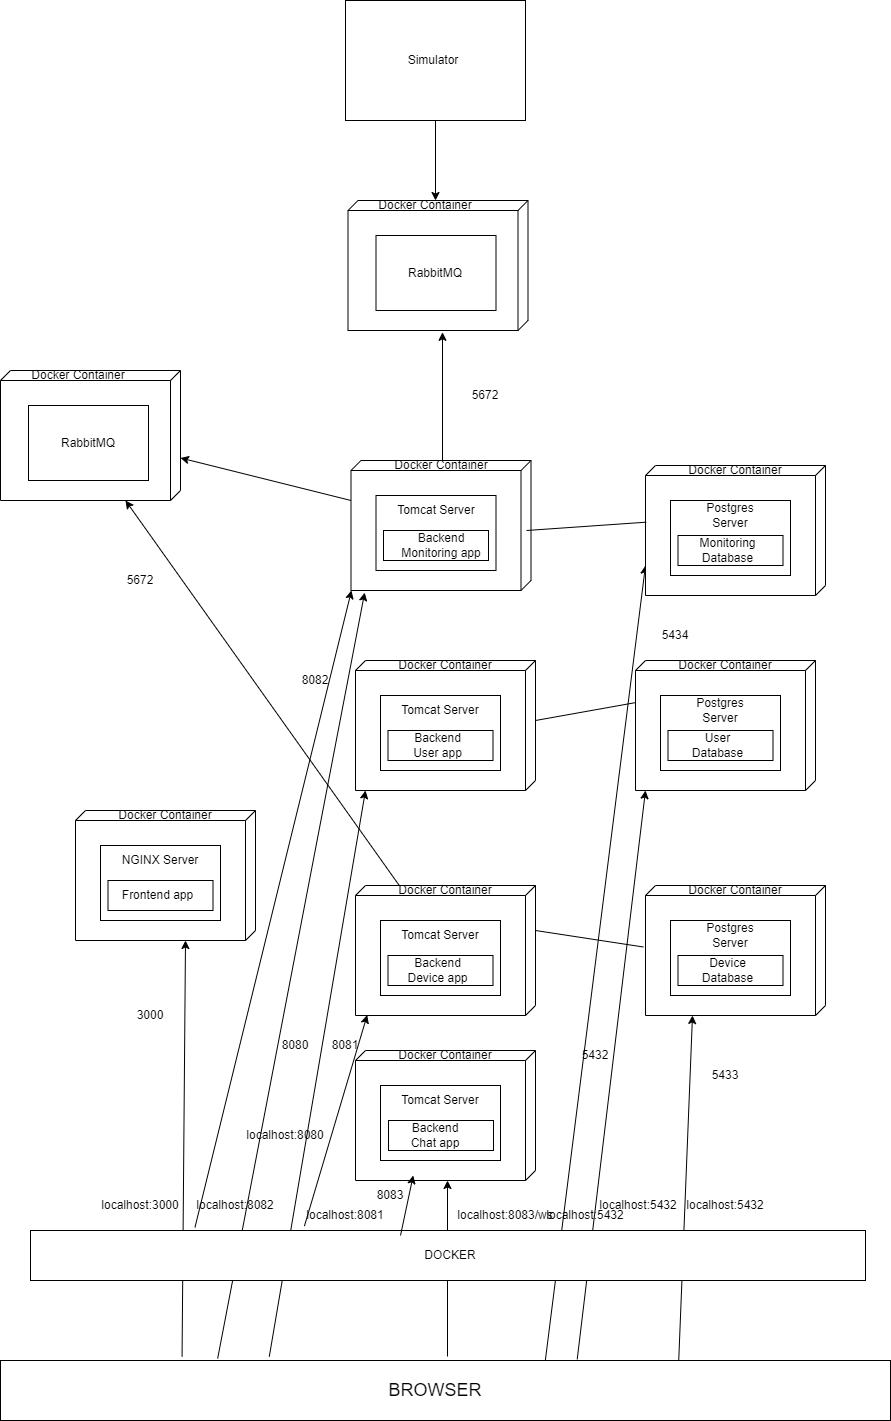 Simulator
Docker Container
RabbitMQ
Docker Container
RabbitMQ
5672
Docker Container
Tomcat Server
Backend
Monitoring app
Docker Container
Postgres
Server
Monitoring
Database
5672
5434
8082
Docker Container
Tomcat Server
Backend
User app
Docker Container
Postgres
Server
User
Database
Docker Container
NGINX Server
Frontend app
Docker Container
Tomcat Server
Backend
Device app
Docker Container
Postgres
Server
Device
Database
3000
8080
8081
5432
5433
Docker Container
Tomcat Server
Backend
Chat app
localhost:8080
8083
localhost:3000
localhost:8082
localhost:8081
localhost:8083/ws
localhost:5432
localhost:5432
localhost:5432
DOCKER
BROWSER